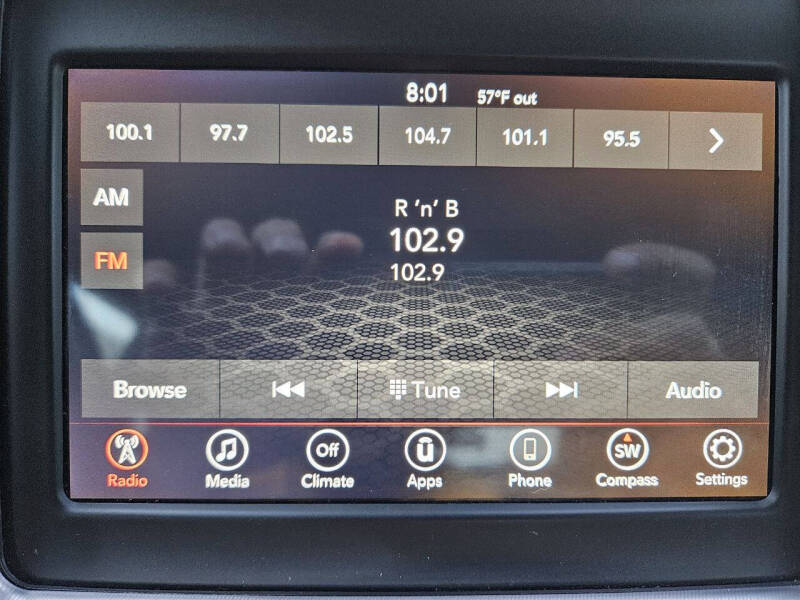 8:01 57°F out
100.1 97.7 102.5 104.7 101.1 95.5
AM
R 'n' B
102.9
FM
102.9
Browse Tune Audio
Off SW
Radio Media Climate Apps Phone Compass Settings